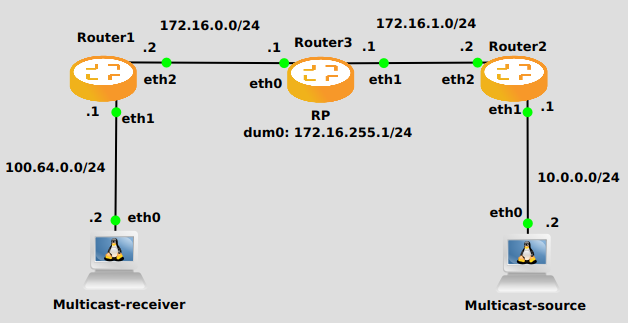 172.16.0.0/24
172.16.1.0/24
Router1
.2
.1
Router3
.1
.2
Router2
eth2
eth0
eth1
eth2
.1
eth1
RP
dum0: 172.16.255.1/24
eth1
.1
100.64.0.0/24
10.0.0.0/24
.2
eth0
eth0
.2
Multicast-receiver
Multicast-source